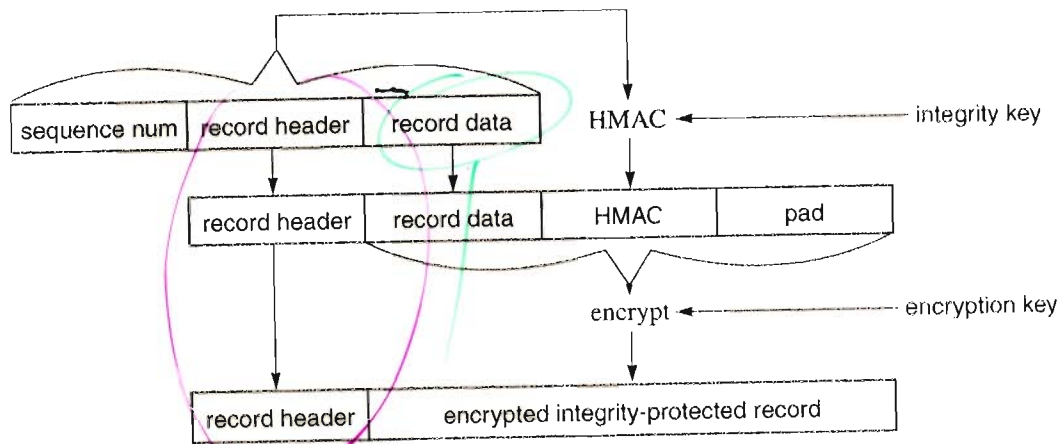 sequence num record header record data HMAC integrity key
record header record data HMAC pad
encrypt encryption key
record header encrypted integrity-protected record